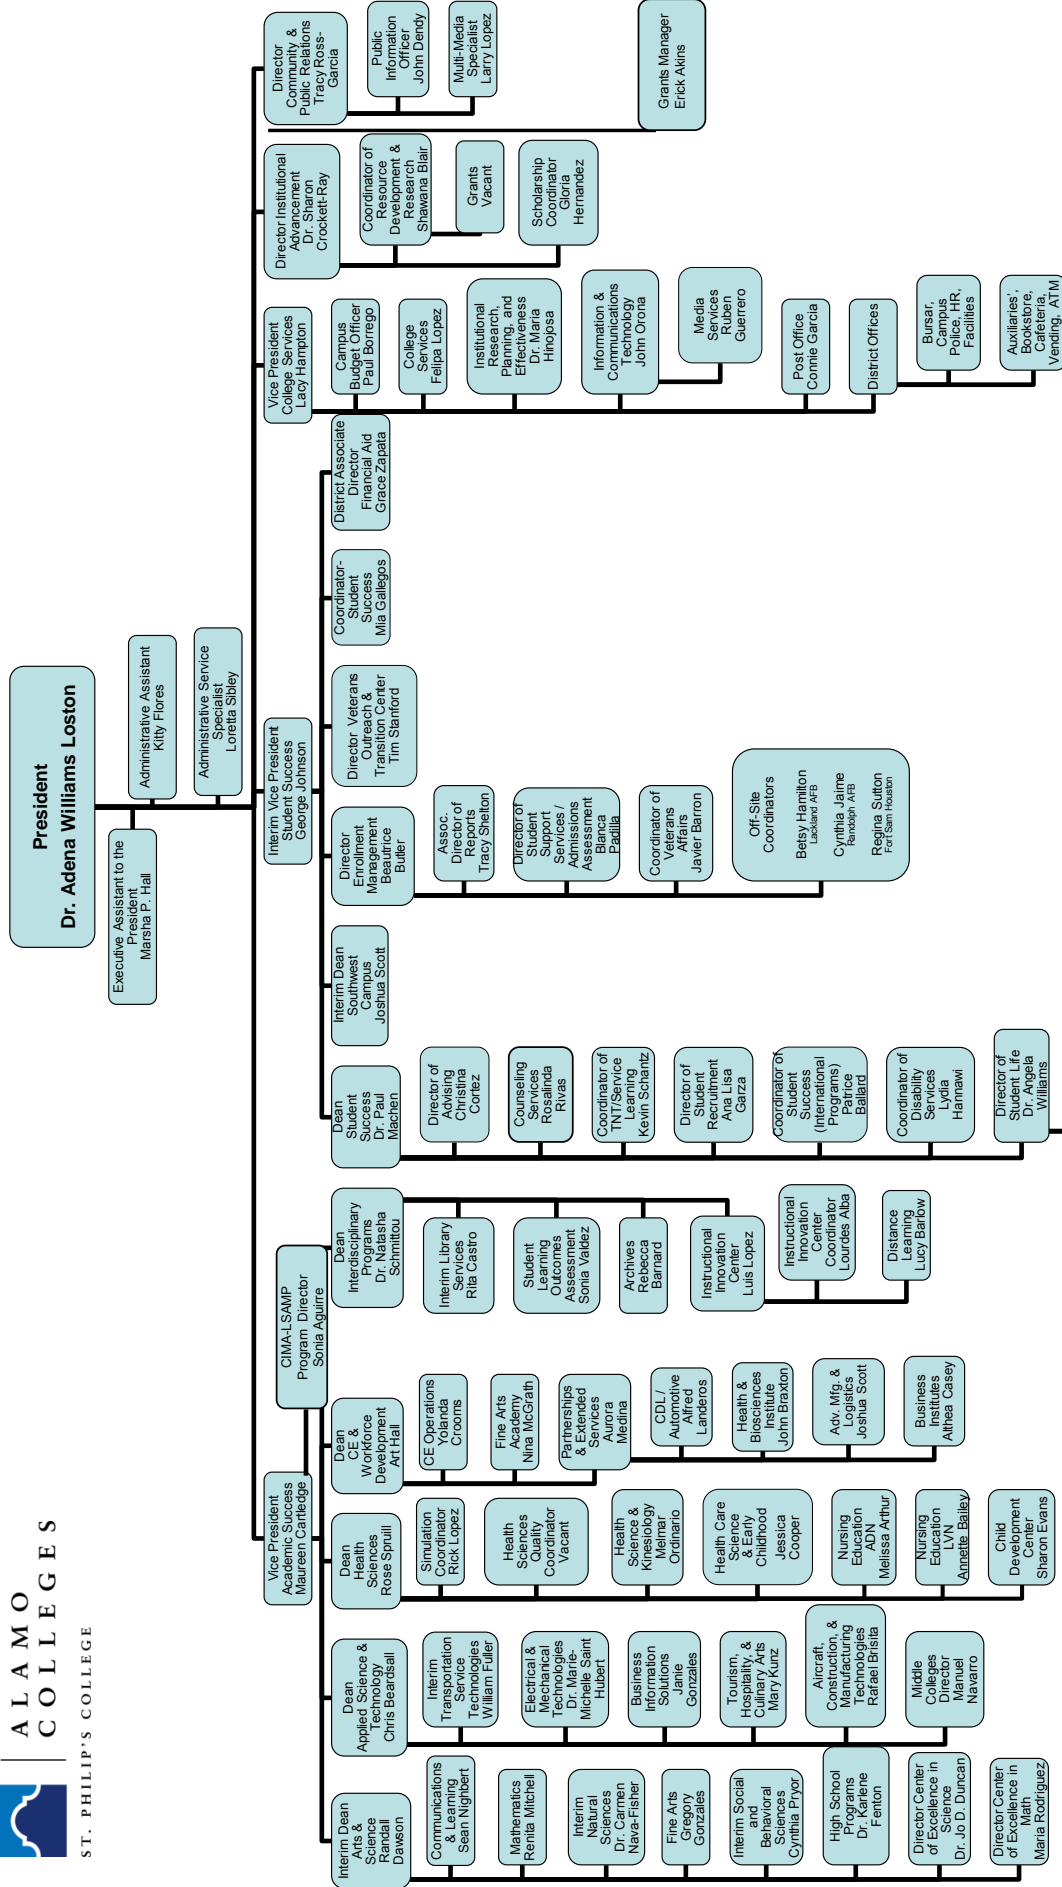 ALAMO
COLLEGES
ST. PHILIP'S COLLEGE
President
Dr. Adena Williams Loston
Executive Assistant to the
President
Marsha P. Hall
Administrative Assistant
Kitty Flores
Administrative Service
Specialist
Loretta Sibley
Vice President
Academic Success
Maureen Cartledge
CIMA-LSAMP
Program Director
Sonia Aguirre
Interim Dean
Arts &
Science
Randall
Dawson
Communications
& Learning
Sean Nighbert
Mathematics
Renita Mitchell
Interim
Natural
Sciences
Dr. Carmen
Nava-Fisher
Fine Arts
Gregory
Gonzales
Interim Social
and
Behavioral
Sciences
Cynthia Pryor
High School
Programs
Dr. Karlene
Fenton
Director Center
of Excellence in
Science
Dr. Jo D. Duncan
Director Center
of Excellence in
Math
Maria Rodriguez
Dean
Applied Science &
Technology
Chris Beardsall
Interim
Transportation
Service
Technologies
William Fuller
Electrical &
Mechanical
Technologies
Dr. Marie-
Michelle Saint
Hubert
Business
Information
Solutions
Janie
Gonzales
Tourism,
Hospitality, &
Culinary Arts
Mary Kunz
Aircraft,
Construction, &
Manufacturing
Technologies
Rafael Brisita
Middle
Colleges
Director
Manuel
Navarro
Dean
Health
Sciences
Rose Spruill
Simulation
Coordinator
Rick Lopez
Health
Sciences
Quality
Coordinator
Vacant
Health
Science &
Kinesiology
Melmar
Ordinario
Health Care
Science
& Early
Childhood
Jessica
Cooper
Nursing
Education
ADN
Melissa Arthur
Nursing
Education
LVN
Annette Bailey
Child
Development
Center
Sharon Evans
Dean
CE &
Workforce
Development
Art Hall
CE Operations
Yolanda
Crooms
Fine Arts
Academy
Nina McGrath
Partnerships
& Extended
Services
Aurora
Medina
CDL /
Automotive
Alfred
Landeros
Health &
Biosciences
Institute
John Braxton
Adv. Mfg. &
Logistics
Joshua Scott
Business
Institutes
Althea Casey
Dean
Interdisciplinary
Programs
Dr. Natasha
Schmittou
Interim Library
Services
Rita Castro
Student
Learning
Outcomes
Assessment
Sonia Valdez
Archives
Rebecca
Barnard
Instructional
Innovation
Center
Luis Lopez
Instructional
Innovation
Center
Coordinator
Lourdes Alba
Distance
Learning
Lucy Barlow
Interim Vice President
Student Success
George Johnson
Dean
Student
Success
Dr. Paul
Machen
Director of
Advising
Christina
Cortez
Counseling
Services
Rosalinda
Rivas
Coordinator of
TNT/Service
Learning
Kevin Schantz
Director of
Student
Recruitment
Ana Lisa
Garza
Coordinator of
Student
Success
(International
Programs)
Patrice
Ballard
Coordinator of
Disability
Services
Lydia
Hannawi
Director of
Student Life
Dr. Angela
Williams
Interim Dean
Southwest
Campus
Joshua Scott
Director
Enrollment
Management
Beautrice
Butler
Assoc.
Director of
Reports
Tracy Shelton
Director of
Student
Support
Services /
Admissions
Assessment
Blanca
Padilla
Coordinator of
Veterans
Affairs
Javier Barron
Off-Site
Coordinators
Betsy Hamilton
Lackland AFB
Cynthia Jaime
Randolph AFB
Regina Sutton
Fort Sam Houston
Director Veterans
Outreach &
Transition Center
Tim Stanford
Coordinator-
Student
Success
Mia Gallegos
District Associate
Director
Financial Aid
Grace Zapata
Vice President
College Services
Lacy Hampton
Campus
Budget Officer
Paul Borrego
College
Services
Felipa Lopez
Institutional
Research,
Planning, and
Effectiveness
Dr. Maria
Hinojosa
Information &
Communications
Technology
John Orona
Media
Services
Ruben
Guerrero
Post Office
Connie Garcia
District Offices
Bursar,
Campus
Police, HR,
Facilities
Auxiliaries',
Bookstore,
Cafeteria,
Vending, ATM
Director Institutional
Advancement
Dr. Sharon
Crockett-Ray
Coordinator of
Resource
Development &
Research
Shawana Blair
Grants
Vacant
Scholarship
Coordinator
Gloria
Hernandez
Director
Community &
Public Relations
Tracy Ross-
Garcia
Public
Information
Officer
John Dendy
Multi-Media
Specialist
Larry Lopez
Grants Manager
Erick Akins